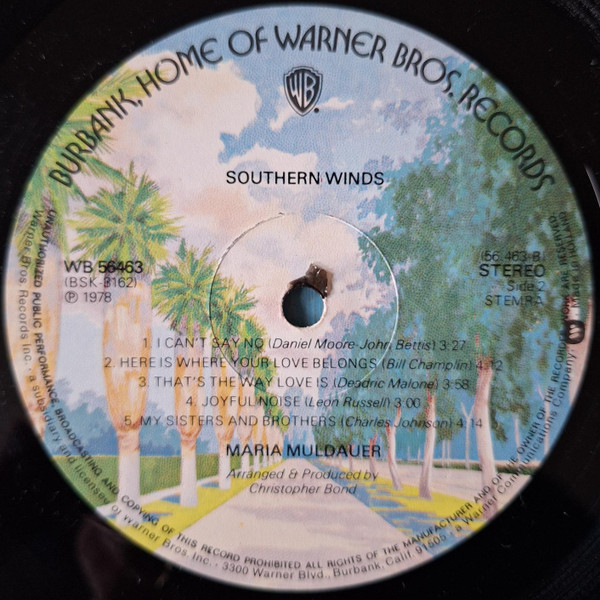 BURBANK, HOME OF WARNER BROS. RECORDS
WB
SOUTHERN WINDS
WB 56463
(BSK-3162)
℗ 1978
(56 463-B)
STEREO
Side 2
STEMRA
1. I CAN'T SAY NO (Daniel Moore-John Bettis) 3:27
2. HERE IS WHERE YOUR LOVE BELONGS (Bill Champlin) 4:12
3. THAT'S THE WAY LOVE IS (Deadric Malone) 3:58
4. JOYFUL NOISE (Leon Russell) 3:00
5. MY SISTERS AND BROTHERS (Charles Johnson) 4:14
MARIA MULDAUER
Arranged & Produced by
Christopher Bond
UNAUTHORIZED PUBLIC PERFORMANCE BROADCASTING AND COPYING OF THIS RECORD PROHIBITED ALL RIGHTS OF THE MANUFACTURER AND OF THE OWNER OF THE RECORDED
Warner Bros. Records Inc. · a subsidiary and licensee of Warner Bros. Inc. · 3300 Warner Blvd., Burbank, Calif. 91505 · a Warner Communications Company